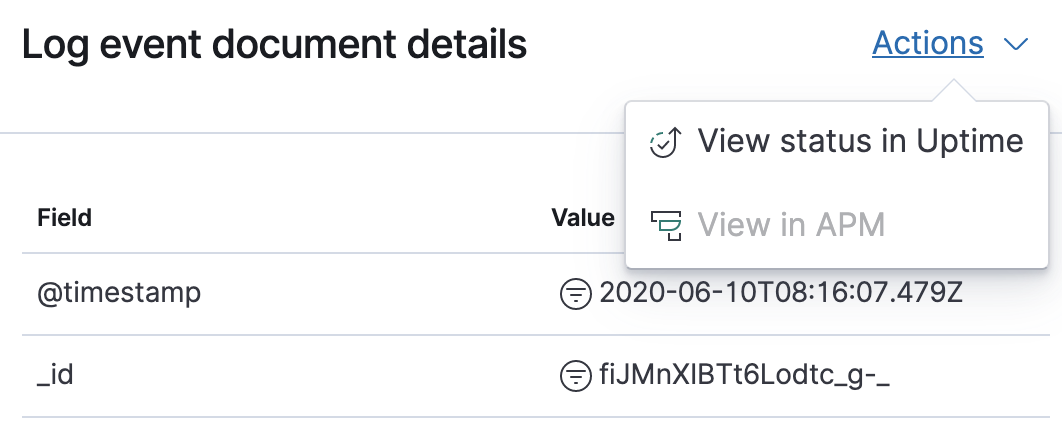 Log event document details
Actions
View status in Uptime
View in APM
Field
Value
@timestamp
2020-06-10T08:16:07.479Z
_id
fiJMnXIBTt6Lodtc_g-_